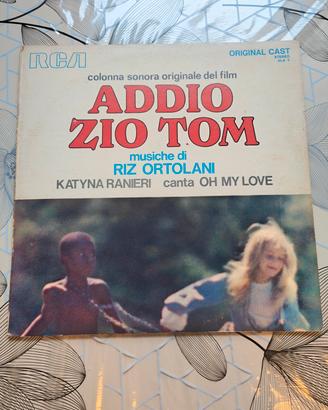 RCA
ORIGINAL CAST
STEREO
colonna sonora originale del film
ADDIO
ZIO TOM
musiche di
RIZ ORTOLANI
KATYNA RANIERI canta OH MY LOVE